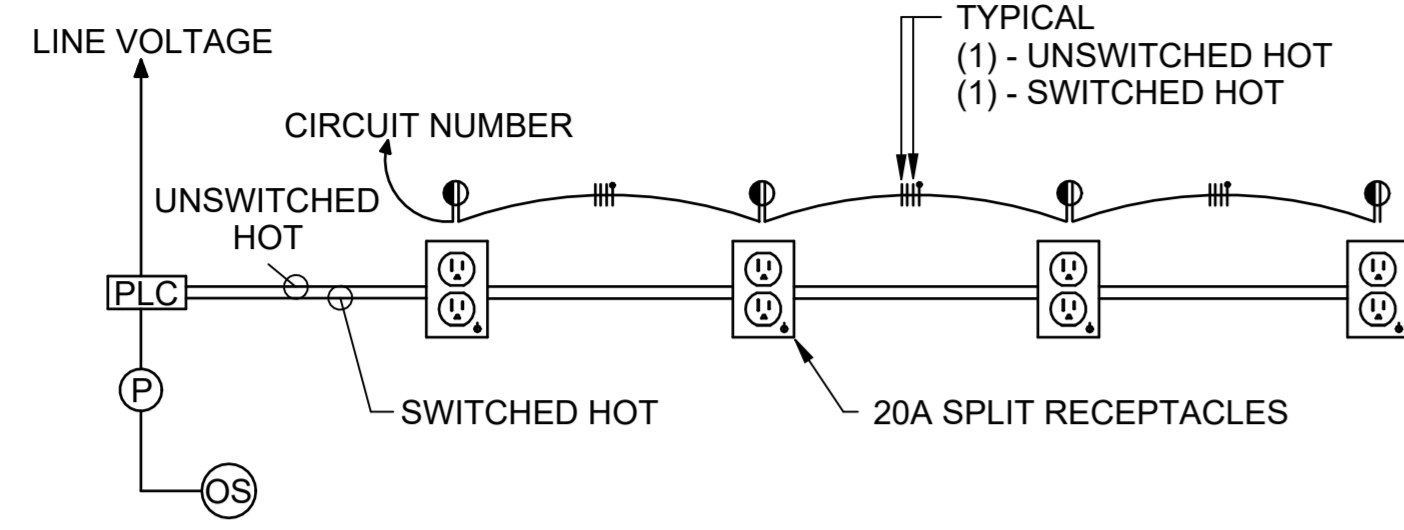 TYPICAL
(1) - UNSWITCHED HOT
(1) - SWITCHED HOT
LINE VOLTAGE
CIRCUIT NUMBER
UNSWITCHED
HOT
PLC
P
SWITCHED HOT
20A SPLIT RECEPTACLES
OS